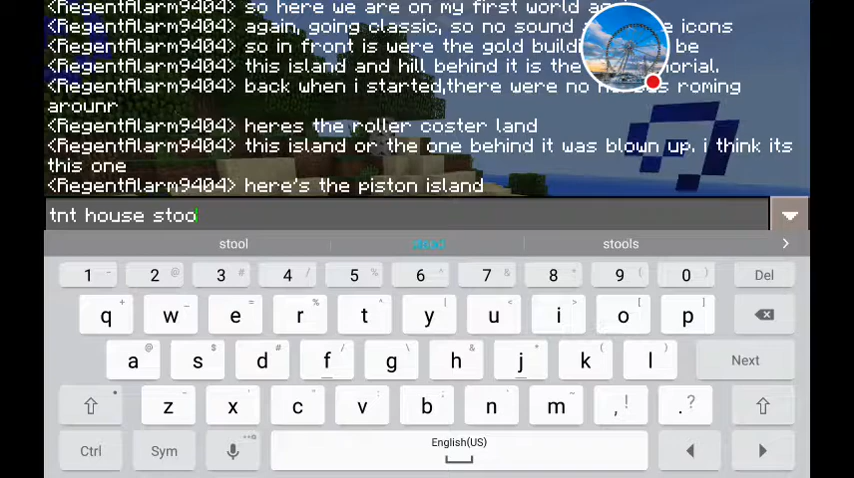 <RegentAlarm9404> so here we are on my first world
<RegentAlarm9404> again, going classic, so no sound icons
<RegentAlarm9404> so in front is were the gold be
<RegentAlarm9404> this island and hill behind it is the
<RegentAlarm9404> back when i started,there were no roming
arounr
<RegentAlarm9404> heres the roller coster land
<RegentAlarm9404> this island or the one behind it was blown up. i think its
this one
<RegentAlarm9404> here's the piston island
tnt house stoo
stool stools >
1 2 3 4 5 6 7 8 9 0 Del
q w e r t y u i o p
a s d f g h j k l Next
z x c v b n m , ! . ?
Ctrl Sym English(US)